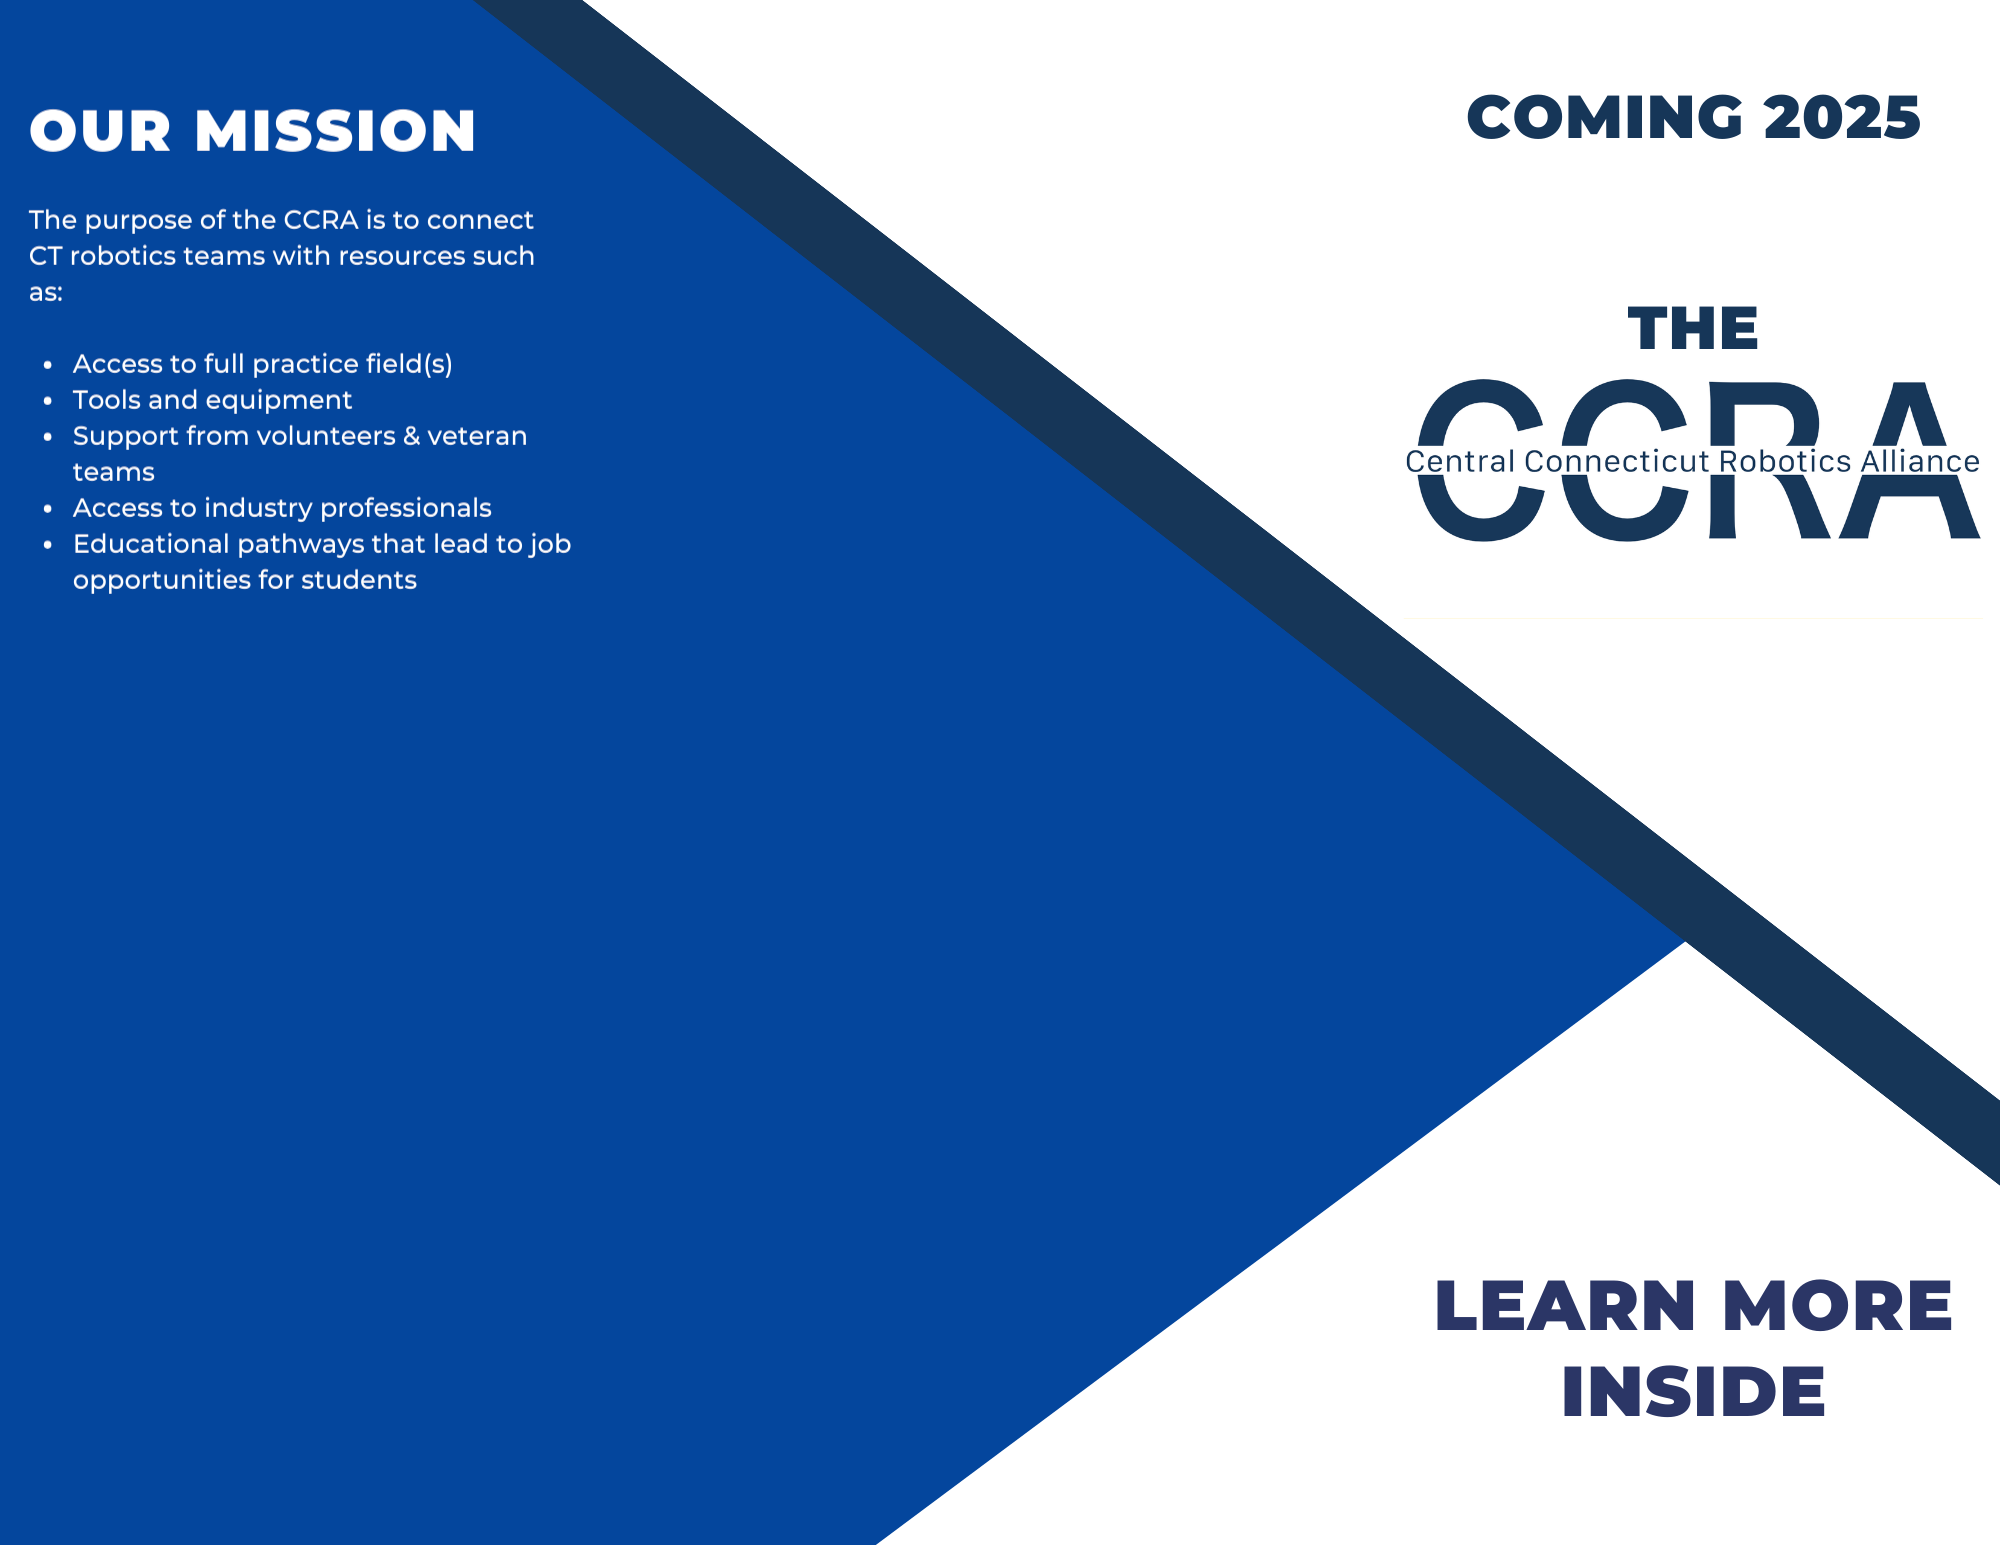 OUR MISSION
The purpose of the CCRA is to connect
CT robotics teams with resources such
as:
• Access to full practice field(s)
• Tools and equipment
• Support from volunteers & veteran
teams
• Access to industry professionals
• Educational pathways that lead to job
opportunities for students
COMING 2025
THE
CCRA
Central Connecticut Robotics Alliance
LEARN MORE
INSIDE